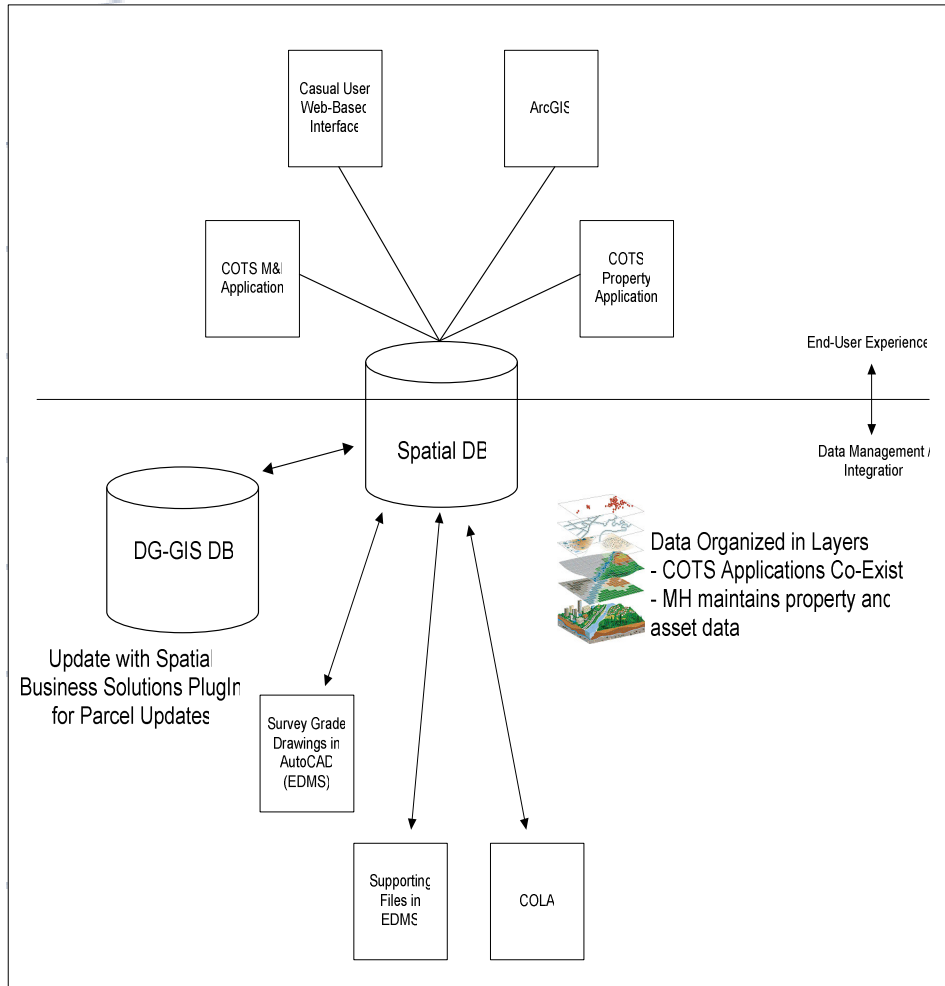 Casual User
Web-Based
Interface
ArcGIS
COTS M&I
Application
COTS
Property
Application
End-User Experience
Spatial DB
Data Management /
Integration
DG-GIS DB
Data Organized in Layers
- COTS Applications Co-Exist
- MH maintains property and
asset data
Update with Spatial
Business Solutions PlugIn
for Parcel Updates
Survey Grade
Drawings in
AutoCAD
(EDMS)
Supporting
Files in
EDMS
COLA